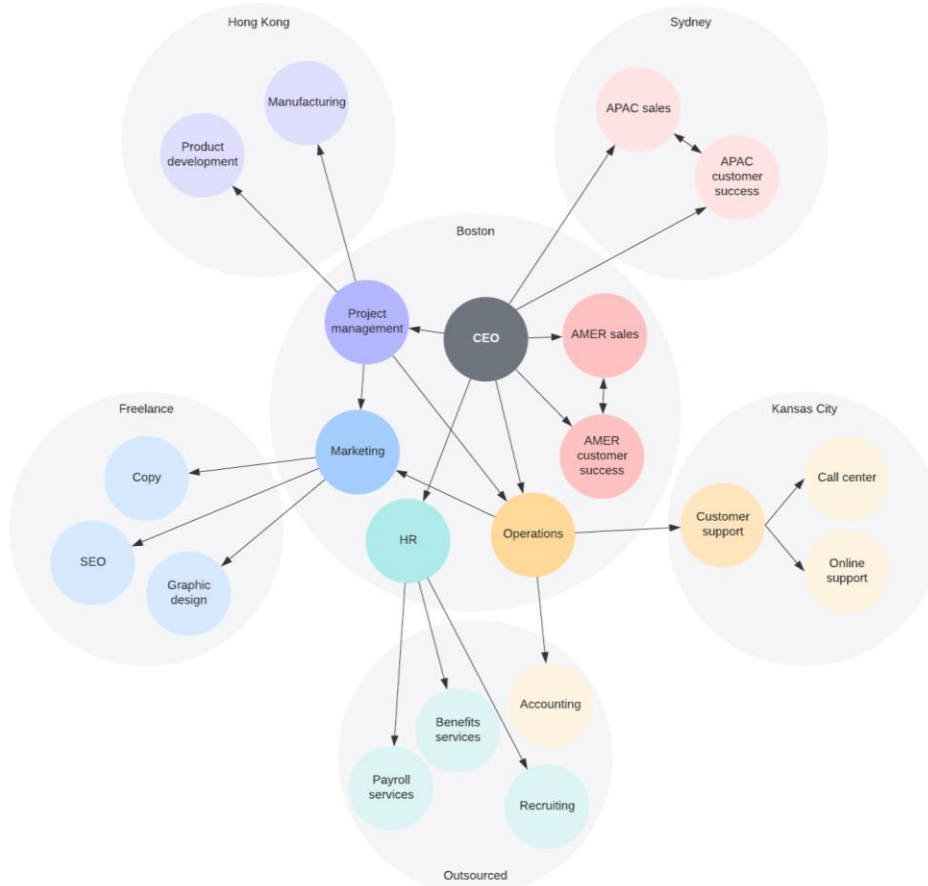 Hong Kong
Manufacturing
Product
development
Sydney
APAC sales
APAC
customer
success
Boston
Project
management
CEO
AMER sales
AMER
customer
success
Marketing
HR
Operations
Freelance
Copy
SEO
Graphic
design
Kansas City
Call center
Customer
support
Online
support
Accounting
Benefits
services
Payroll
services
Recruiting
Outsourced